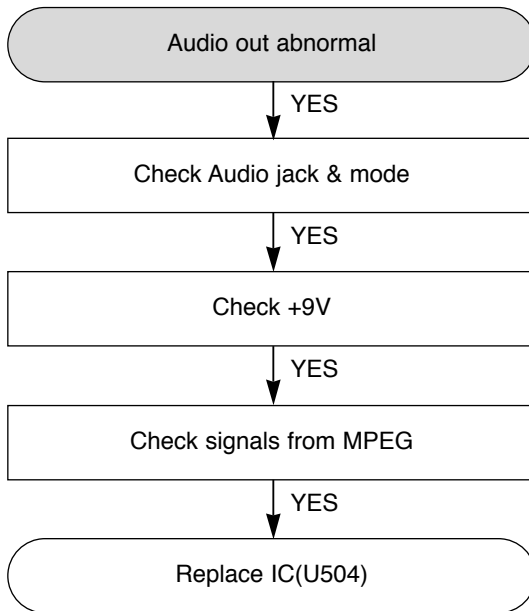 Audio out abnormal
YES
Check Audio jack & mode
YES
Check +9V
YES
Check signals from MPEG
YES
Replace IC(U504)